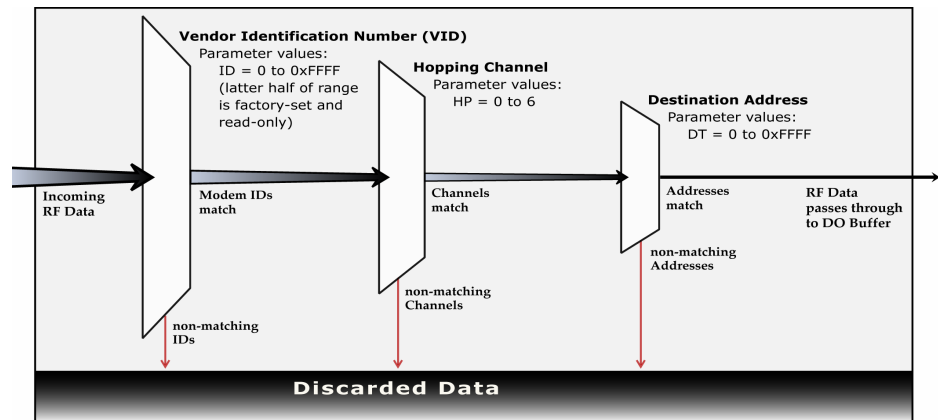 Vendor Identification Number (VID)
Parameter values:
ID = 0 to 0xFFFF
(latter half of range
is factory-set and
read-only)
Hopping Channel
Parameter values:
HP = 0 to 6
Destination Address
Parameter values:
DT = 0 to 0xFFFF
Incoming
RF Data
Modem IDs
match
Channels
match
Addresses
match
RF Data
passes through
to DO Buffer
non-matching
IDs
non-matching
Channels
non-matching
Addresses
Discarded Data